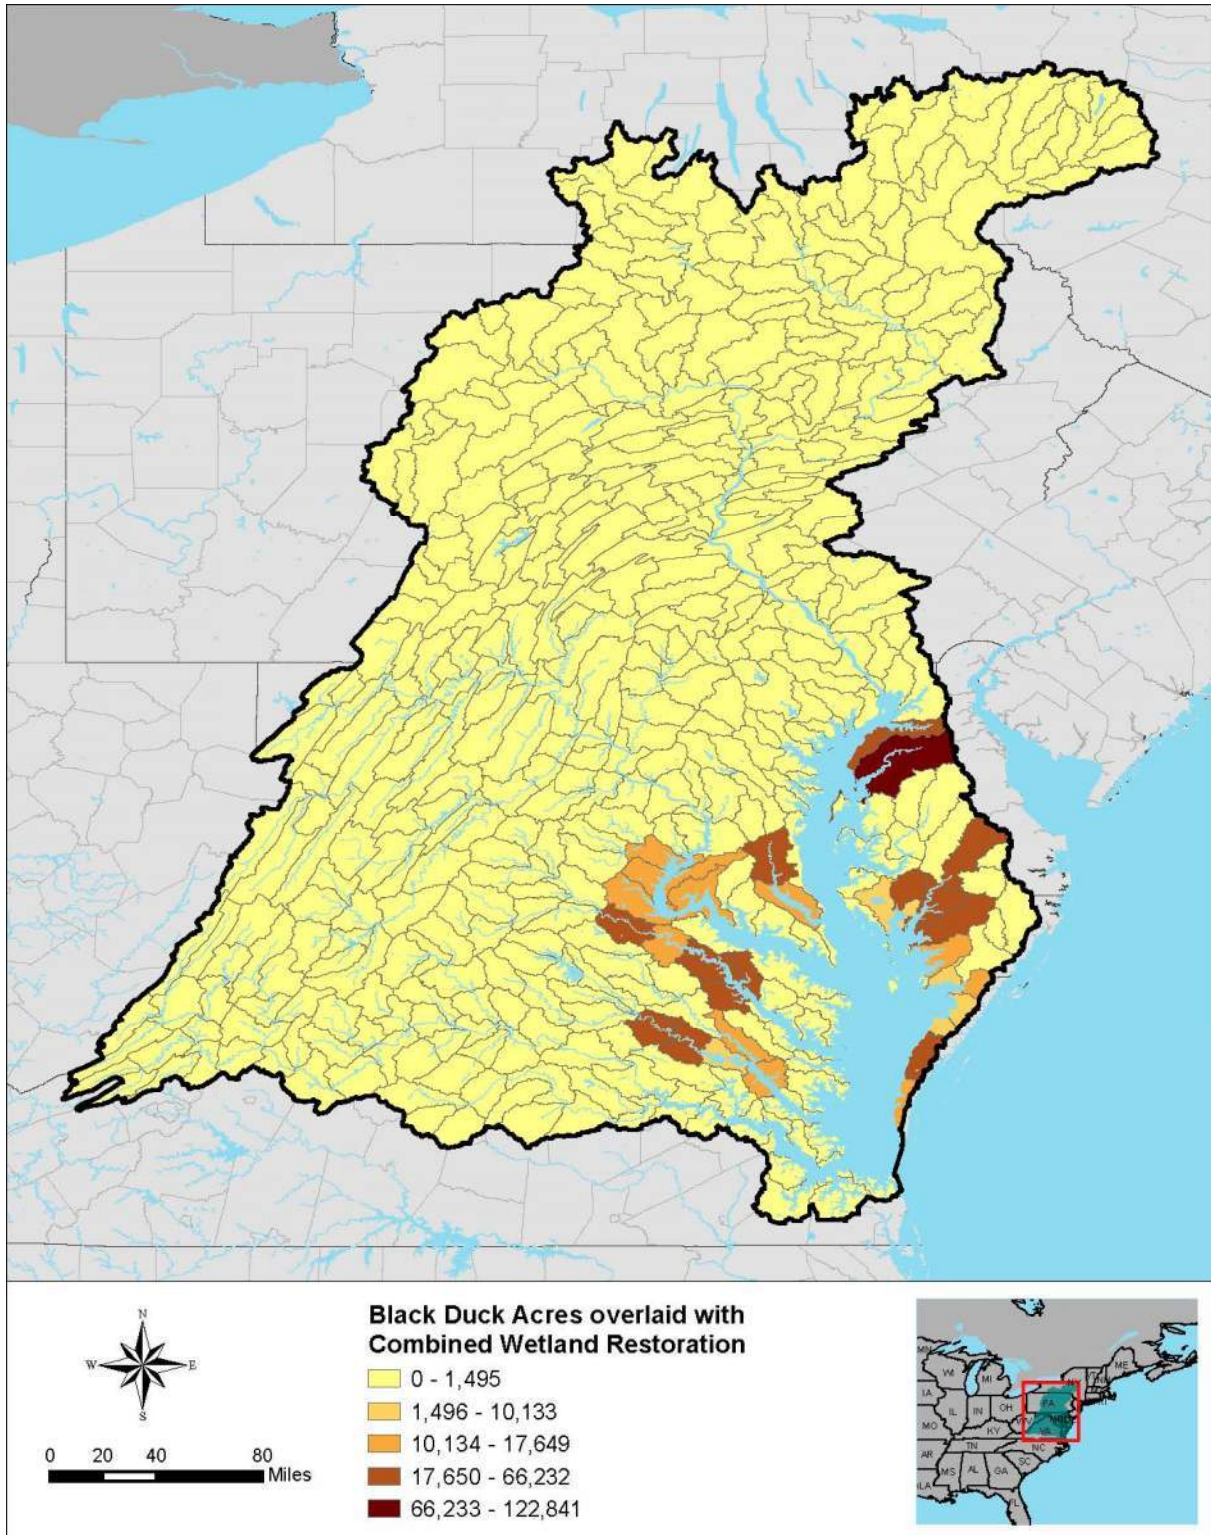 N
W
E
S
0
20
40
80
Miles
Black Duck Acres overlaid with
Combined Wetland Restoration
0 - 1,495
1,496 - 10,133
10,134 - 17,649
17,650 - 66,232
66,233 - 122,841
MN
WI
MI
ME
IA
IL
IN
OH
PA
MO
KY
VA
AR
TN
NC
SC
MS
AL
GA
LA
FL